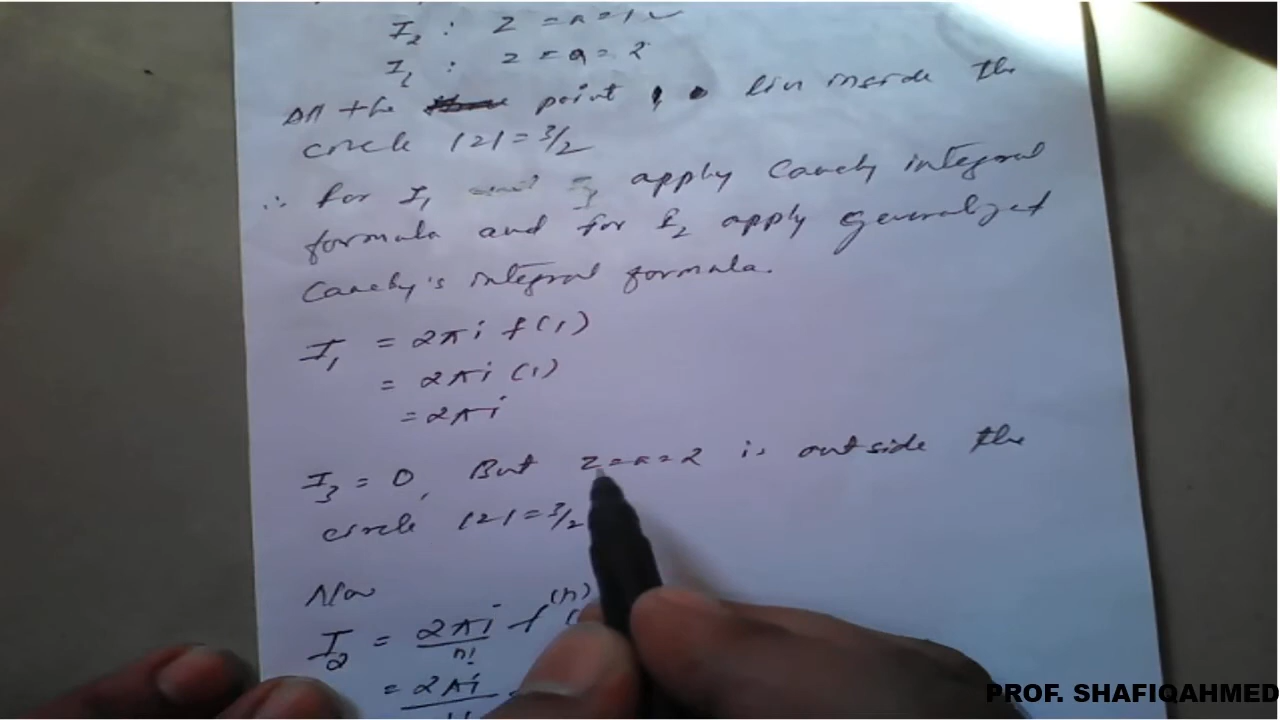 I2 : z = a = 1
I : z = a = 2
All the point lin inside the
circle |z| = 3/2
∴ for I1 and I3 apply Cauchy integral
formula and for I2 apply generalized
Cauchy's integral formula.
I1 = 2πi f(1)
= 2πi (1)
= 2πi
I3 = 0, But z = a = 2 is outside the
circle |z| = 3/2
Now
I2 = 2πi/n! f(n) (
= 2πi
PROF. SHAFIQAHMED